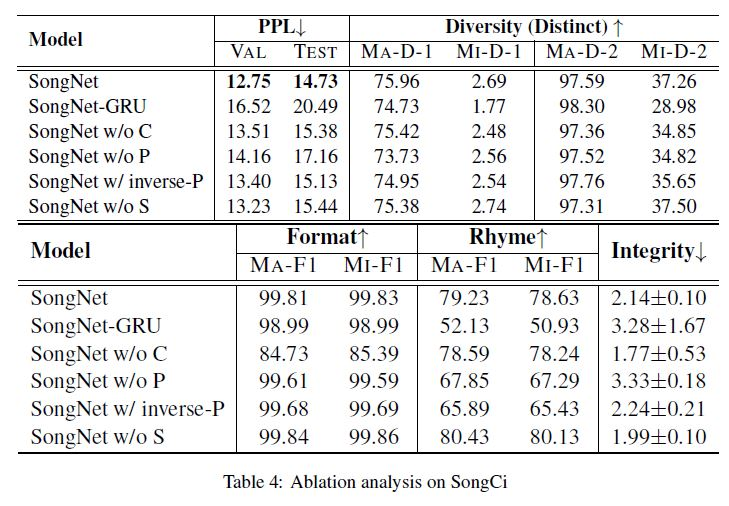 Model PPL↓ Diversity (Distinct) ↑
VAL TEST MA-D-1 MI-D-1 MA-D-2 MI-D-2
SongNet 12.75 14.73 75.96 2.69 97.59 37.26
SongNet-GRU 16.52 20.49 74.73 1.77 98.30 28.98
SongNet w/o C 13.51 15.38 75.42 2.48 97.36 34.85
SongNet w/o P 14.16 17.16 73.73 2.56 97.52 34.82
SongNet w/ inverse-P 13.40 15.13 74.95 2.54 97.76 35.65
SongNet w/o S 13.23 15.44 75.38 2.74 97.31 37.50
Model Format↑ Rhyme↑ Integrity↓
MA-F1 MI-F1 MA-F1 MI-F1
SongNet 99.81 99.83 79.23 78.63 2.14±0.10
SongNet-GRU 98.99 98.99 52.13 50.93 3.28±1.67
SongNet w/o C 84.73 85.39 78.59 78.24 1.77±0.53
SongNet w/o P 99.61 99.59 67.85 67.29 3.33±0.18
SongNet w/ inverse-P 99.68 99.69 65.89 65.43 2.24±0.21
SongNet w/o S 99.84 99.86 80.43 80.13 1.99±0.10
Table 4: Ablation analysis on SongCi